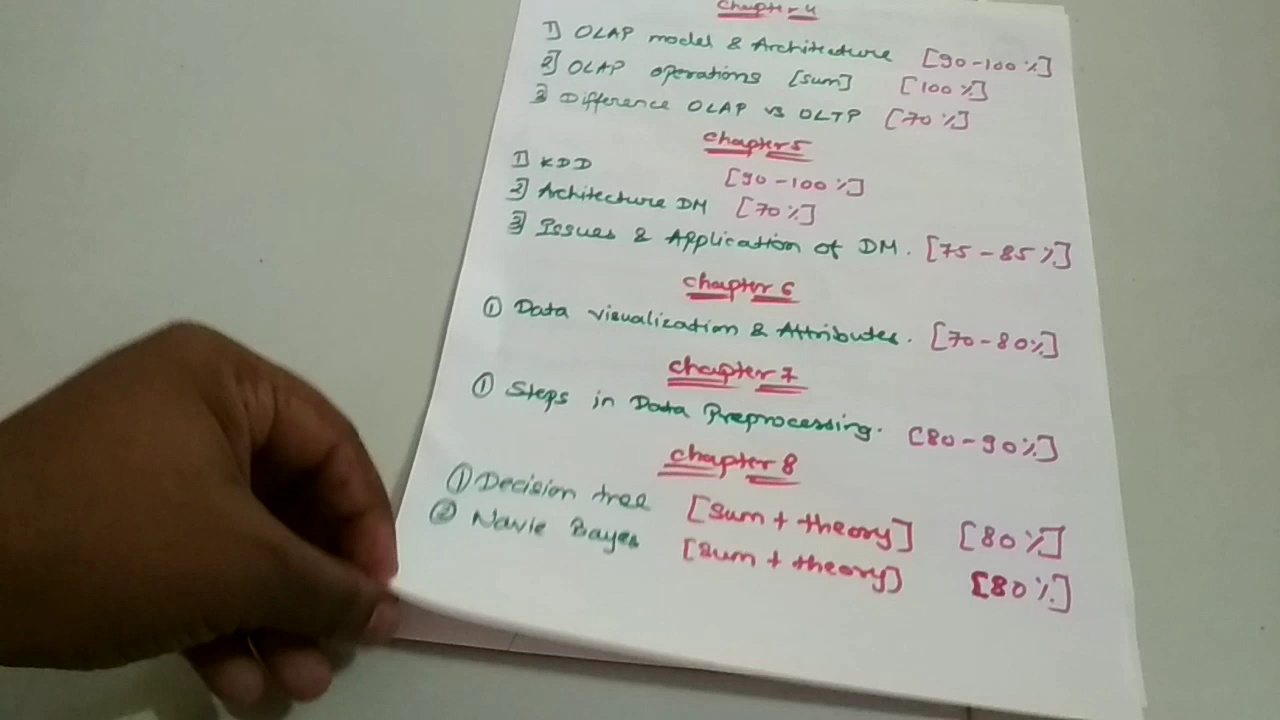 Chapter 4
1] OLAP model & Architecture [90-100%]
2] OLAP operations [sum] [100%]
3] Difference OLAP vs OLTP [70%]
Chapter 5
1] KDD [90-100%]
2] Architecture DM [70%]
3] Issues & Application of DM. [75-85%]
Chapter 6
① Data visualization & Attributes. [70-80%]
Chapter 7
① Steps in Data Preprocessing. [80-90%]
Chapter 8
① Decision tree [sum + theory] [80%]
② Navie Bayes [sum + theory] [80%]